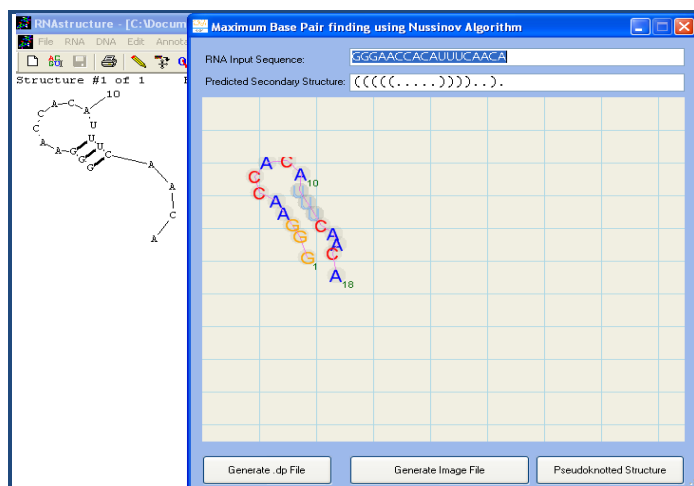 RNAstructure - [C:\Docum
File RNA DNA Edit Annota
Structure #1 of 1
10
C A C A
C U
A U
A U C
G G G
A A C A
Maximum Base Pair finding using Nussinov Algorithm
RNA Input Sequence: GGGAACCACAUUUCAACA
Predicted Secondary Structure: (((((.....))))..).
A C A 10
C U
C U
A U
A C
G A
G A
G 1 C
A 18
Generate .dp File
Generate Image File
Pseudoknotted Structure